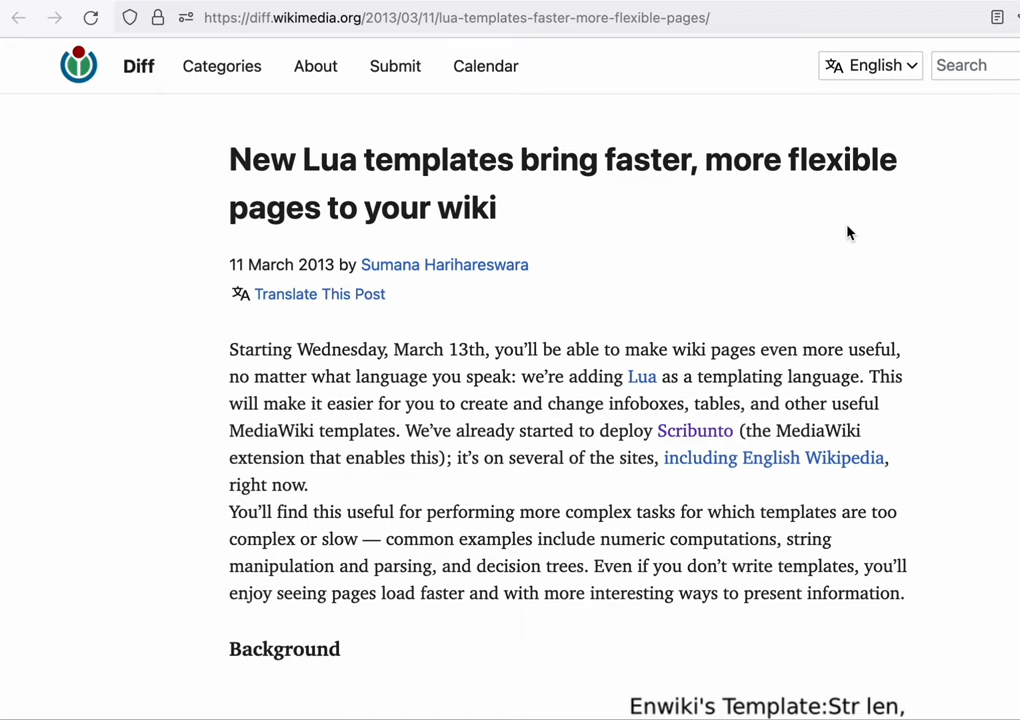 https://diff.wikimedia.org/2013/03/11/lua-templates-faster-more-flexible-pages/
Diff Categories About Submit Calendar English Search
New Lua templates bring faster, more flexible
pages to your wiki
11 March 2013 by Sumana Harihareswara
Translate This Post
Starting Wednesday, March 13th, you’ll be able to make wiki pages even more useful,
no matter what language you speak: we’re adding Lua as a templating language. This
will make it easier for you to create and change infoboxes, tables, and other useful
MediaWiki templates. We’ve already started to deploy Scribunto (the MediaWiki
extension that enables this); it’s on several of the sites, including English Wikipedia,
right now.
You’ll find this useful for performing more complex tasks for which templates are too
complex or slow — common examples include numeric computations, string
manipulation and parsing, and decision trees. Even if you don’t write templates, you’ll
enjoy seeing pages load faster and with more interesting ways to present information.
Background
Enwiki's Template:Str len,